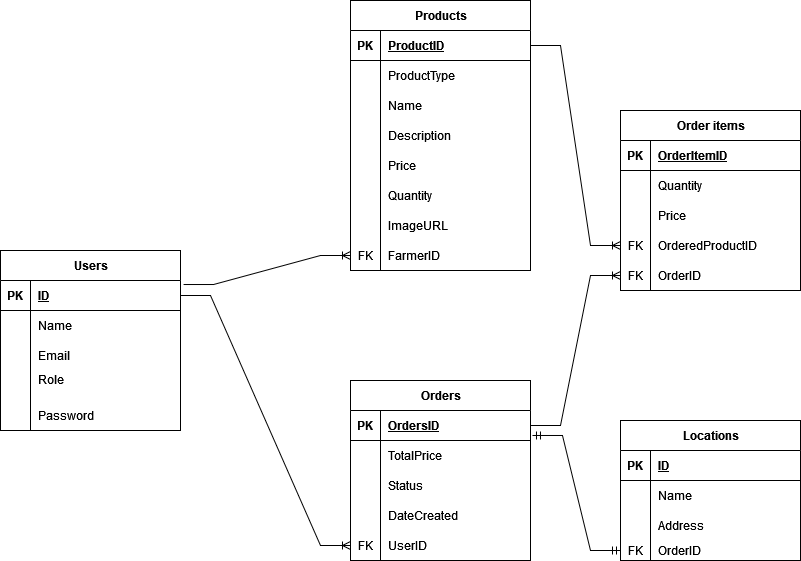 Products
PK ProductID
ProductType
Name
Description
Price
Quantity
ImageURL
FK FarmerID
Order items
PK OrderItemID
Quantity
Price
FK OrderedProductID
FK OrderID
Users
PK ID
Name
Email
Role
Password
Orders
PK OrdersID
TotalPrice
Status
DateCreated
FK UserID
Locations
PK ID
Name
Address
FK OrderID